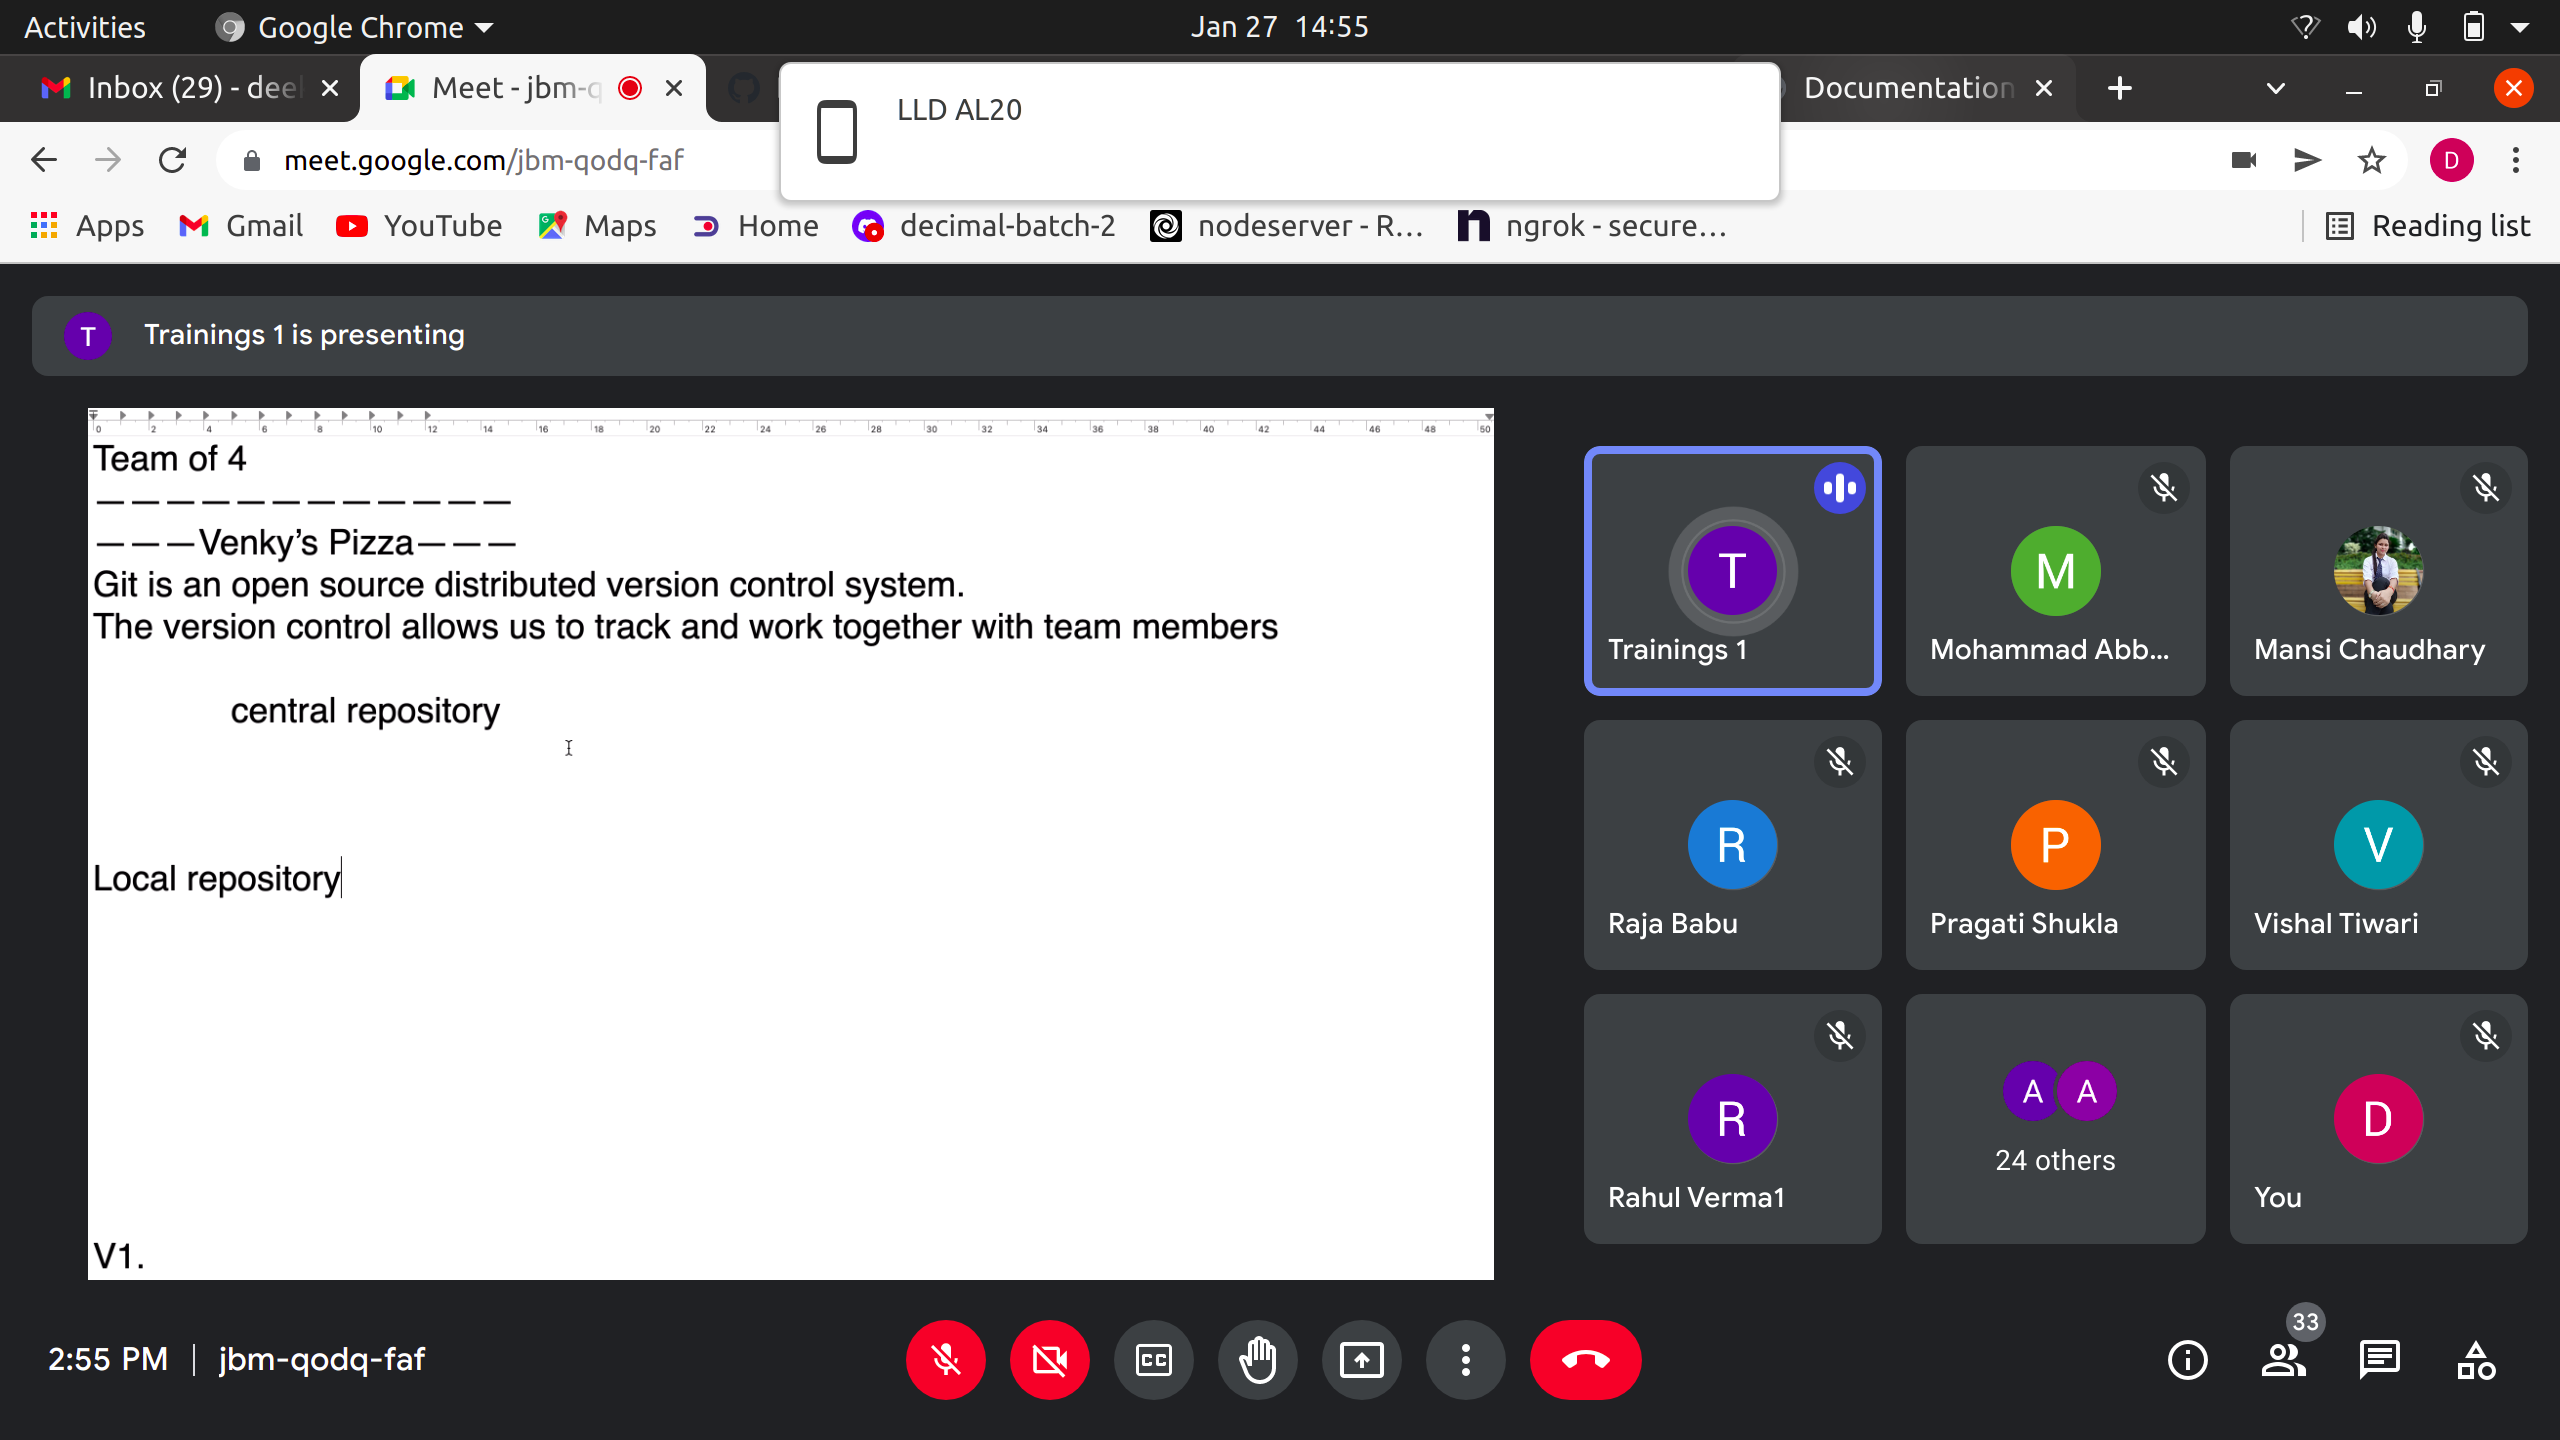 Activities
Google Chrome
Jan 27 14:55
Inbox (29) - dee
Meet - jbm-q
LLD AL20
Documentation
meet.google.com/jbm-qodq-faf
D
Apps
Gmail
YouTube
Maps
Home
decimal-batch-2
nodeserver - R...
ngrok - secure...
Reading list
T
Trainings 1 is presenting
0 2 4 6 8 10 12 14 16 18 20 22 24 26 28 30 32 34 36 38 40 42 44 46 48 50
Team of 4
————————————
———Venky’s Pizza———
Git is an open source distributed version control system.
The version control allows us to track and work together with team members
central repository
Local repository
V1.
T
Trainings 1
M
Mohammad Abb...
Mansi Chaudhary
R
Raja Babu
P
Pragati Shukla
V
Vishal Tiwari
R
Rahul Verma1
A A
24 others
D
You
2:55 PM | jbm-qodq-faf
CC
33